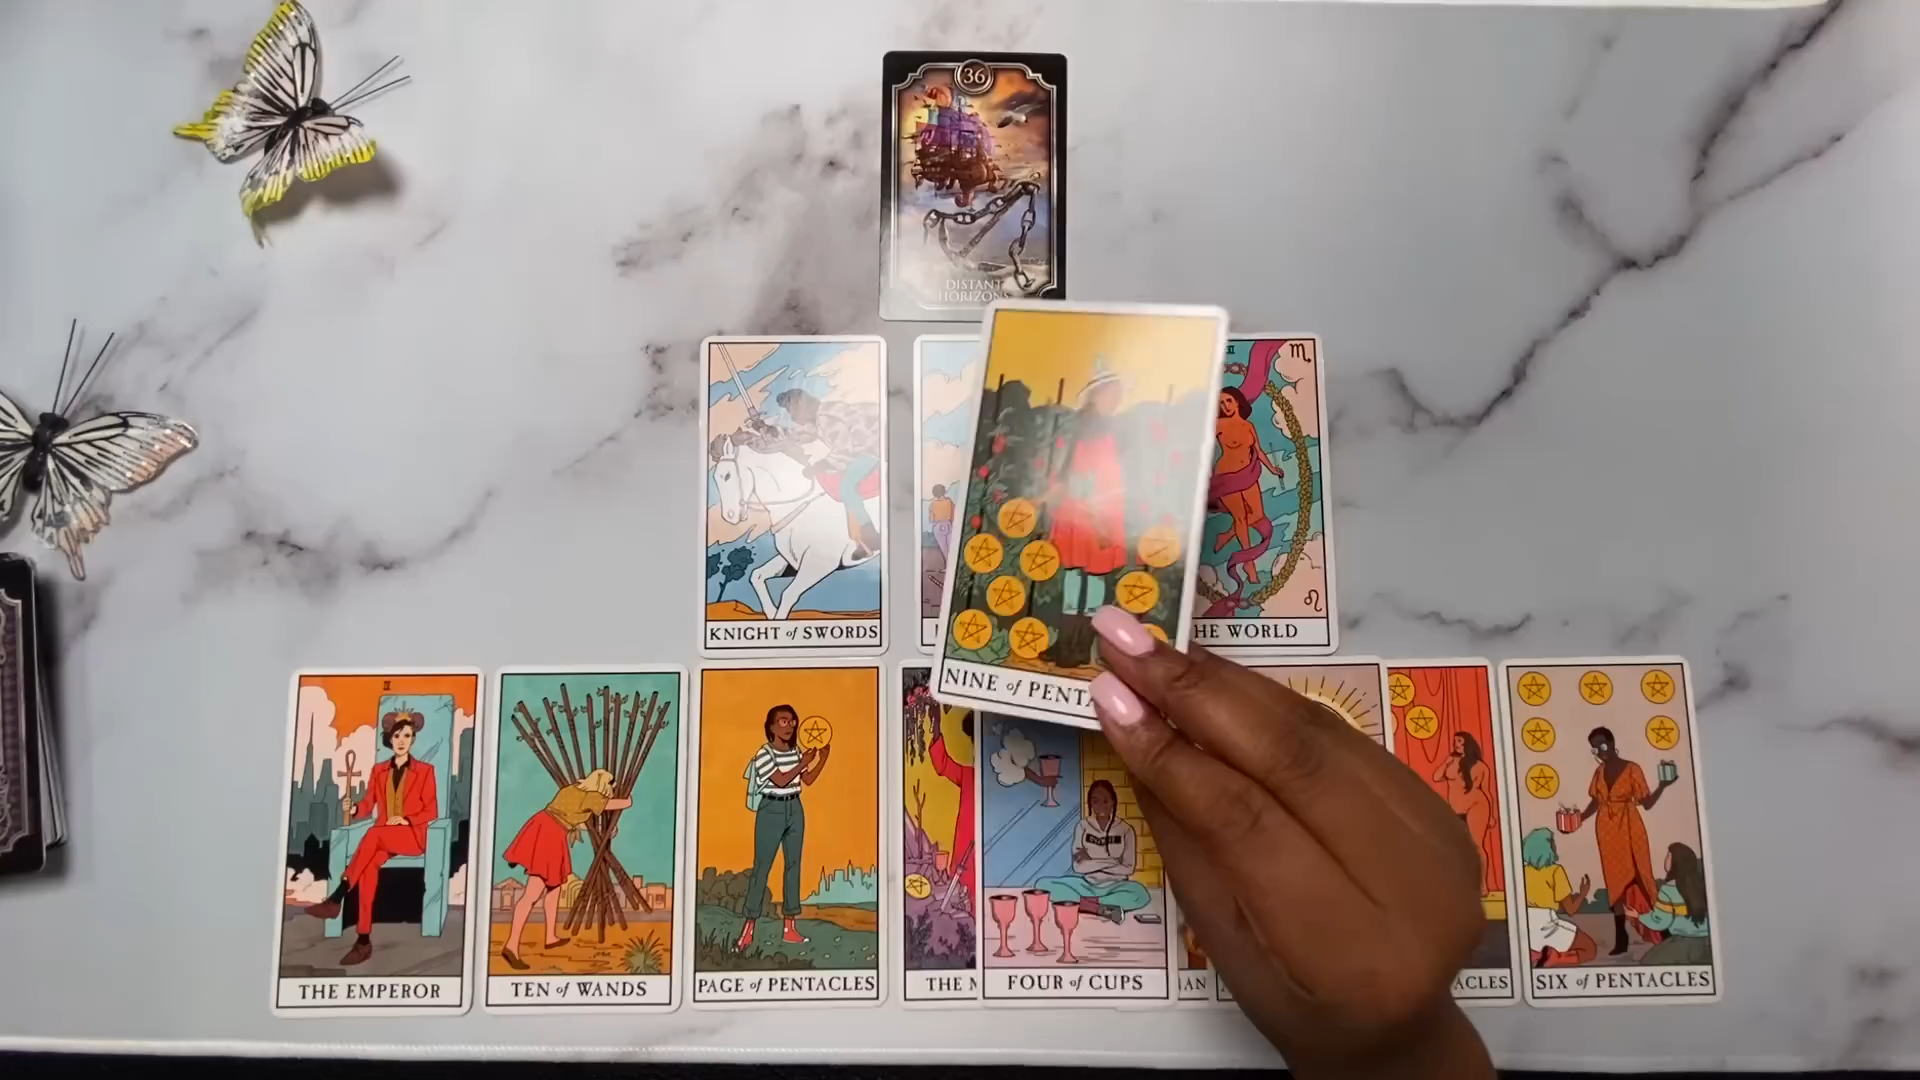 36
DISTANT
HORIZONS
KNIGHT of SWORDS
NINE of PENTA
HE WORLD
THE EMPEROR
TEN of WANDS
PAGE of PENTACLES
THE
FOUR of CUPS
ACLES
SIX of PENTACLES